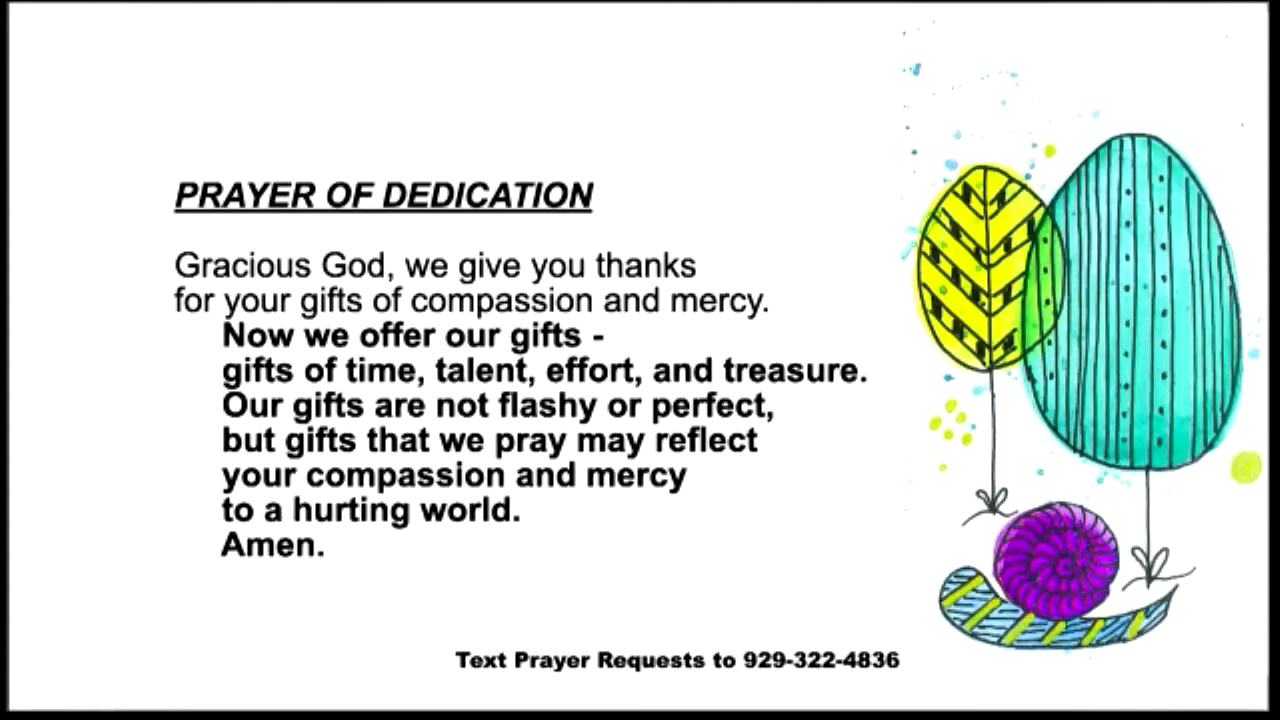 PRAYER OF DEDICATION
Gracious God, we give you thanks
for your gifts of compassion and mercy.
Now we offer our gifts -
gifts of time, talent, effort, and treasure.
Our gifts are not flashy or perfect,
but gifts that we pray may reflect
your compassion and mercy
to a hurting world.
Amen.
Text Prayer Requests to 929-322-4836